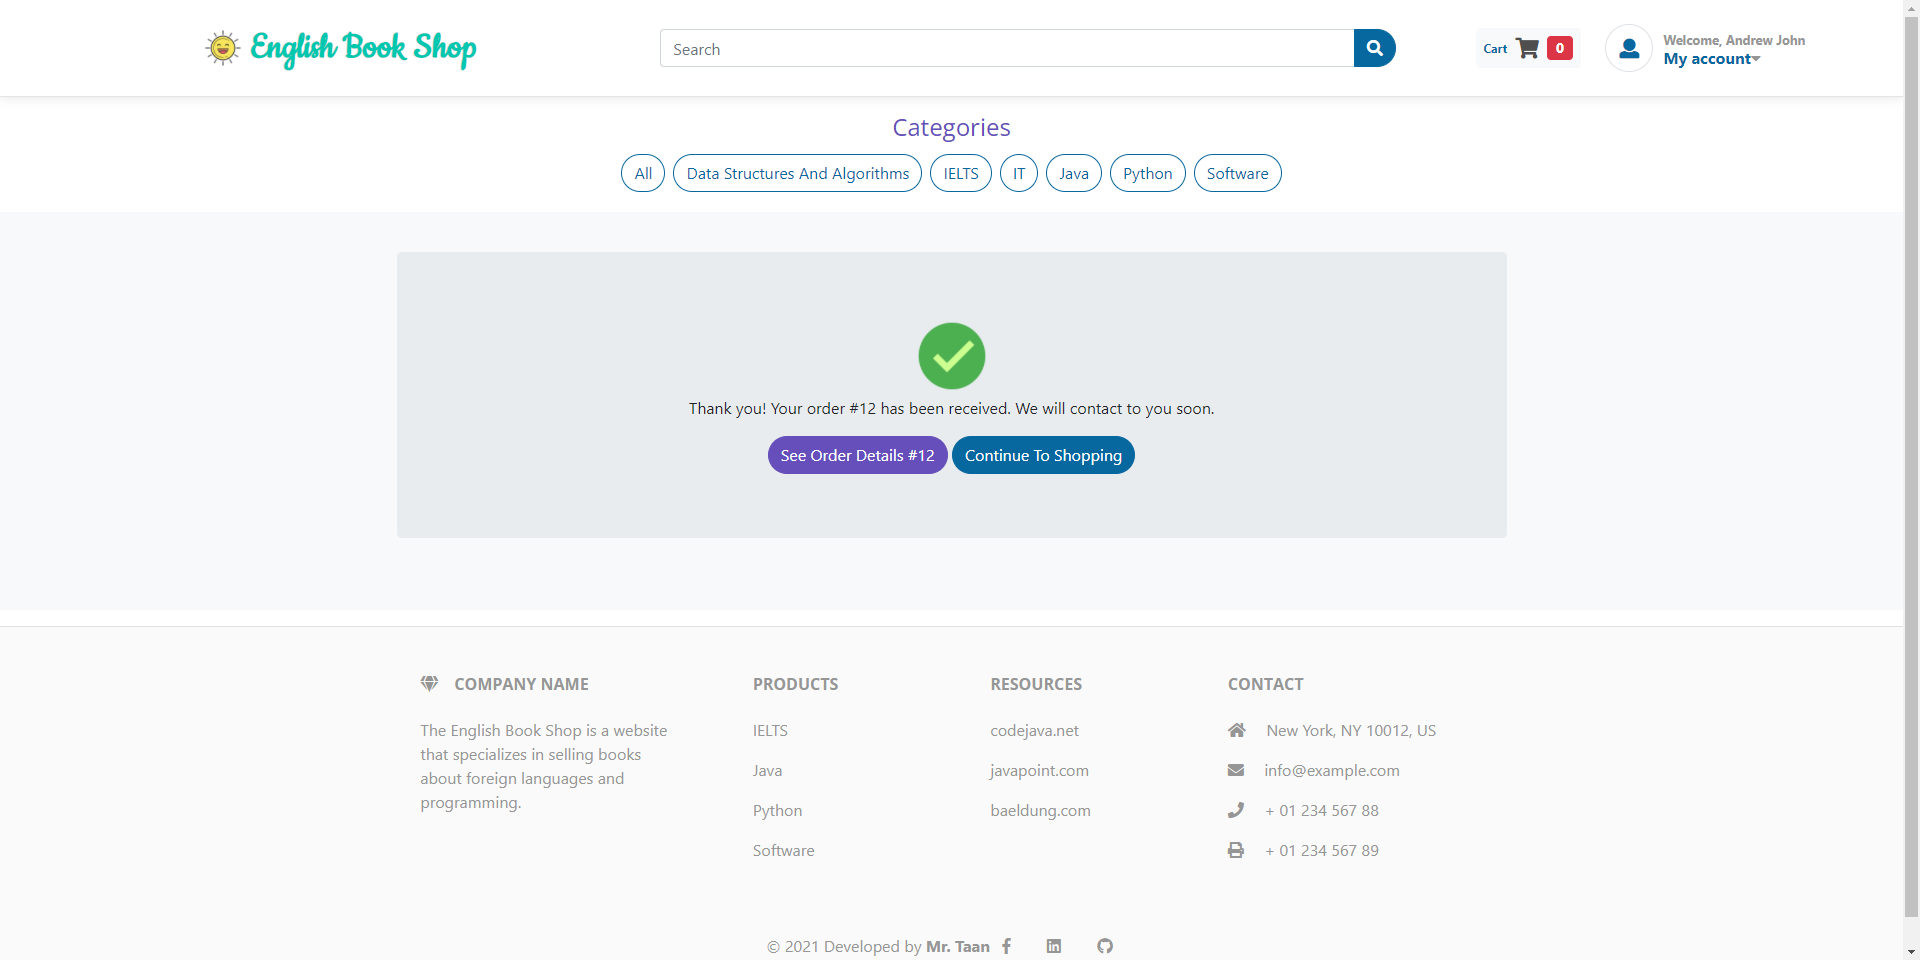 English Book Shop
Search
Cart
0
Welcome, Andrew John
My account
Categories
All
Data Structures And Algorithms
IELTS
IT
Java
Python
Software
Thank you! Your order #12 has been received. We will contact to you soon.
See Order Details #12
Continue To Shopping
COMPANY NAME
The English Book Shop is a website
that specializes in selling books
about foreign languages and
programming.
PRODUCTS
IELTS
Java
Python
Software
RESOURCES
codejava.net
javapoint.com
baeldung.com
CONTACT
New York, NY 10012, US
info@example.com
+ 01 234 567 88
+ 01 234 567 89
© 2021 Developed by Mr. Taan